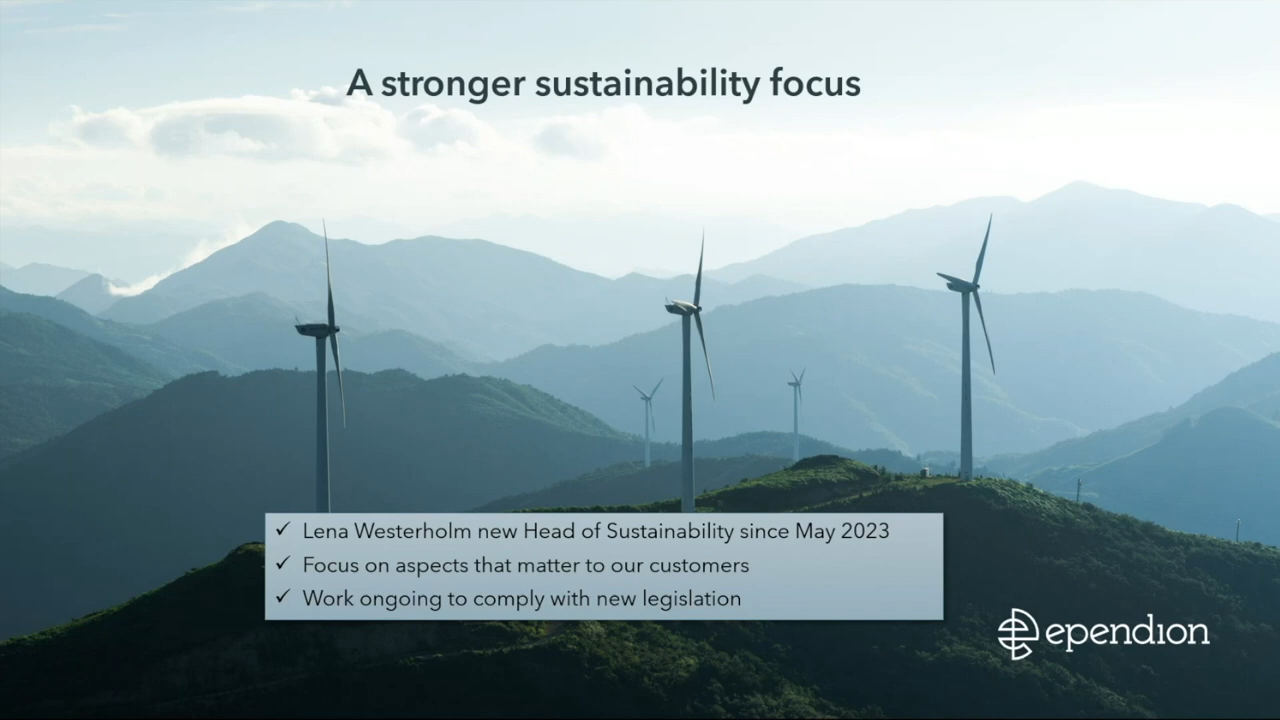 A stronger sustainability focus
✓ Lena Westerholm new Head of Sustainability since May 2023
✓ Focus on aspects that matter to our customers
✓ Work ongoing to comply with new legislation
ependion